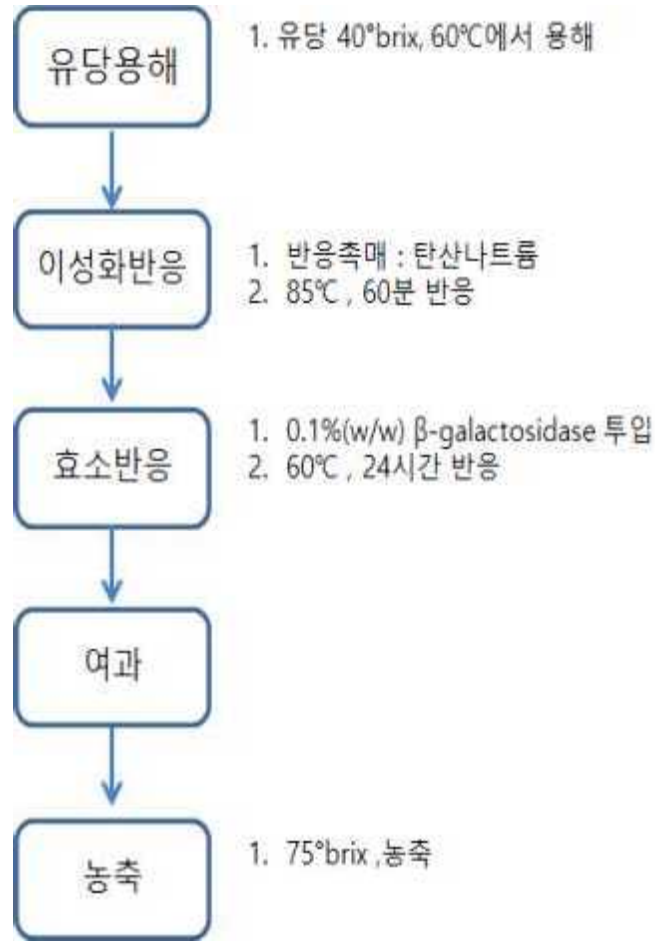 유당용해
1. 유당 40°brix, 60℃에서 용해
이성화반응
1. 반응촉매 : 탄산나트륨
2. 85℃ , 60분 반응
효소반응
1. 0.1%(w/w) β-galactosidase 투입
2. 60℃ , 24시간 반응
여과
농축
1. 75°brix ,농축